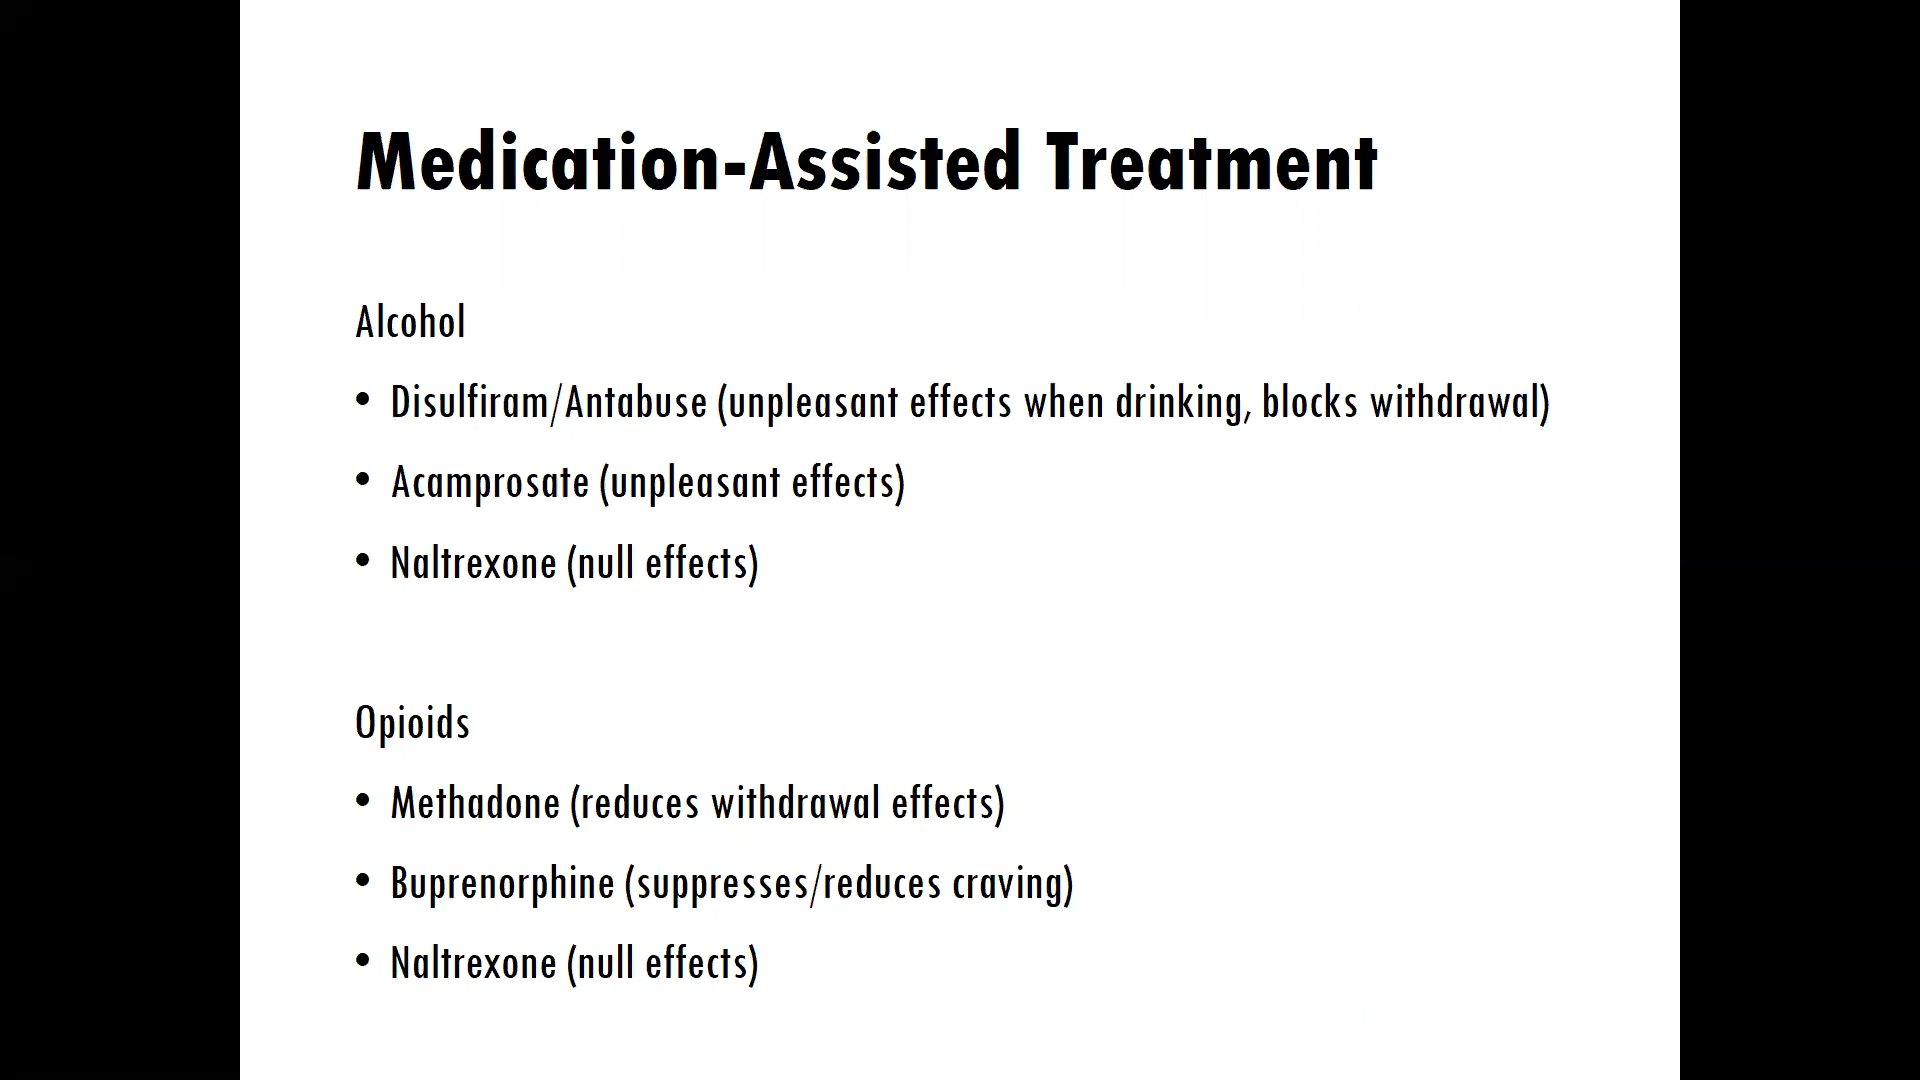 Medication-Assisted Treatment
Alcohol
• Disulfiram/Antabuse (unpleasant effects when drinking, blocks withdrawal)
• Acamprosate (unpleasant effects)
• Naltrexone (null effects)
Opioids
• Methadone (reduces withdrawal effects)
• Buprenorphine (suppresses/reduces craving)
• Naltrexone (null effects)